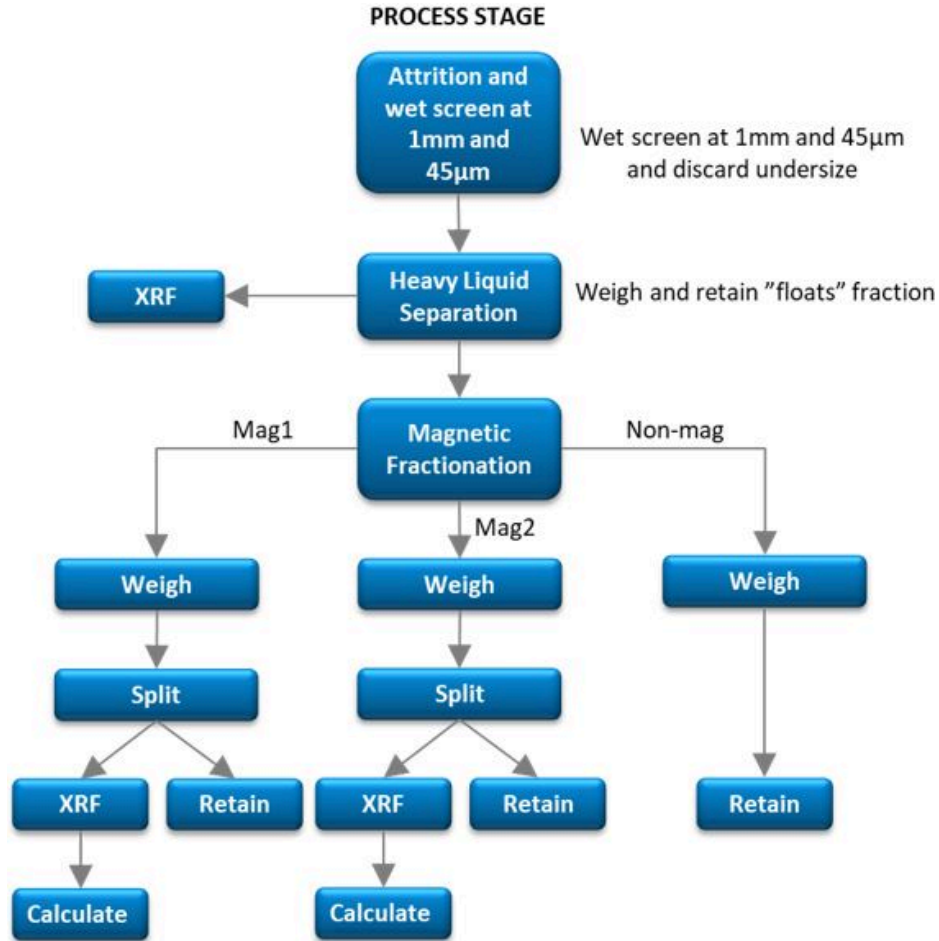 PROCESS STAGE
Attrition and
wet screen at
1mm and
45µm
Wet screen at 1mm and 45µm
and discard undersize
XRF
Heavy Liquid
Separation
Weigh and retain ”floats” fraction
Mag1
Magnetic
Fractionation
Non-mag
Mag2
Weigh
Weigh
Weigh
Split
Split
XRF
Retain
XRF
Retain
Retain
Calculate
Calculate